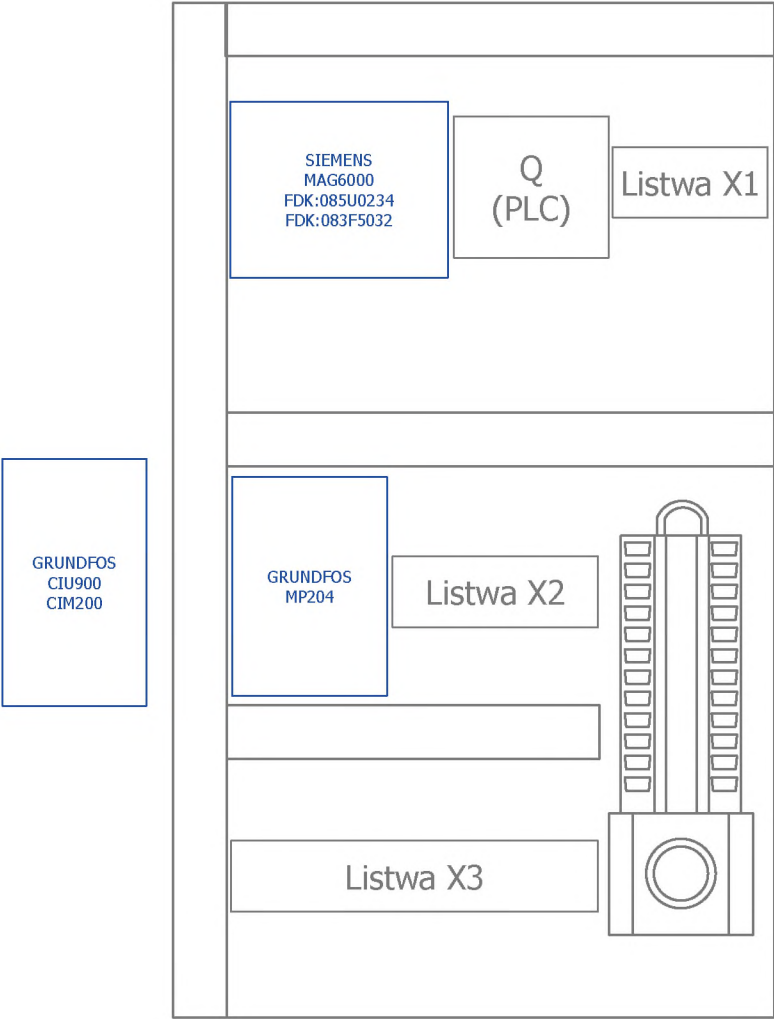 SIEMENS
MAG6000
FDK:085U0234
FDK:083F5032
Q
(PLC)
Listwa X1
GRUNDFOS
CIU900
CIM200
GRUNDFOS
MP204
Listwa X2
Listwa X3